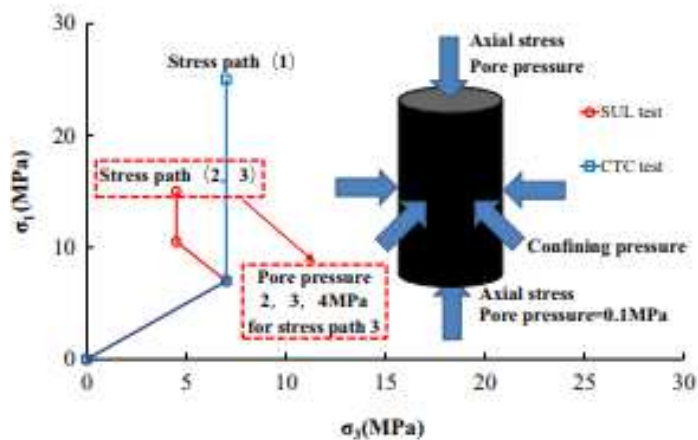 30
20
10
0
0
5
10
15
20
25
30
σ₁(MPa)
σ₃(MPa)
Stress path（1）
Stress path（2，3）
Pore pressure
2，3，4MPa
for stress path 3
Axial stress
Pore pressure
SUL test
CTC test
Confining pressure
Axial stress
Pore pressure=0.1MPa